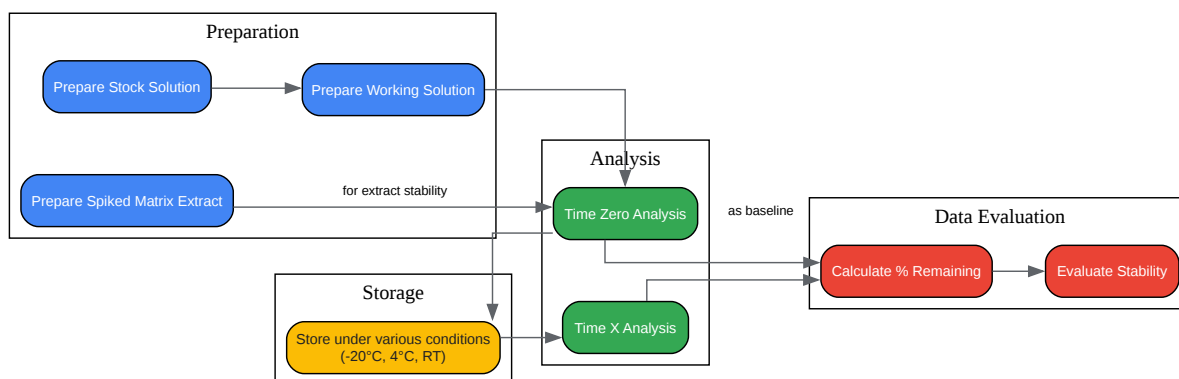 Preparation
Prepare Stock Solution
Prepare Working Solution
Prepare Spiked Matrix Extract
for extract stability
Analysis
Time Zero Analysis
as baseline
Data Evaluation
Calculate % Remaining
Evaluate Stability
Storage
Store under various conditions
(-20°C, 4°C, RT)
Time X Analysis